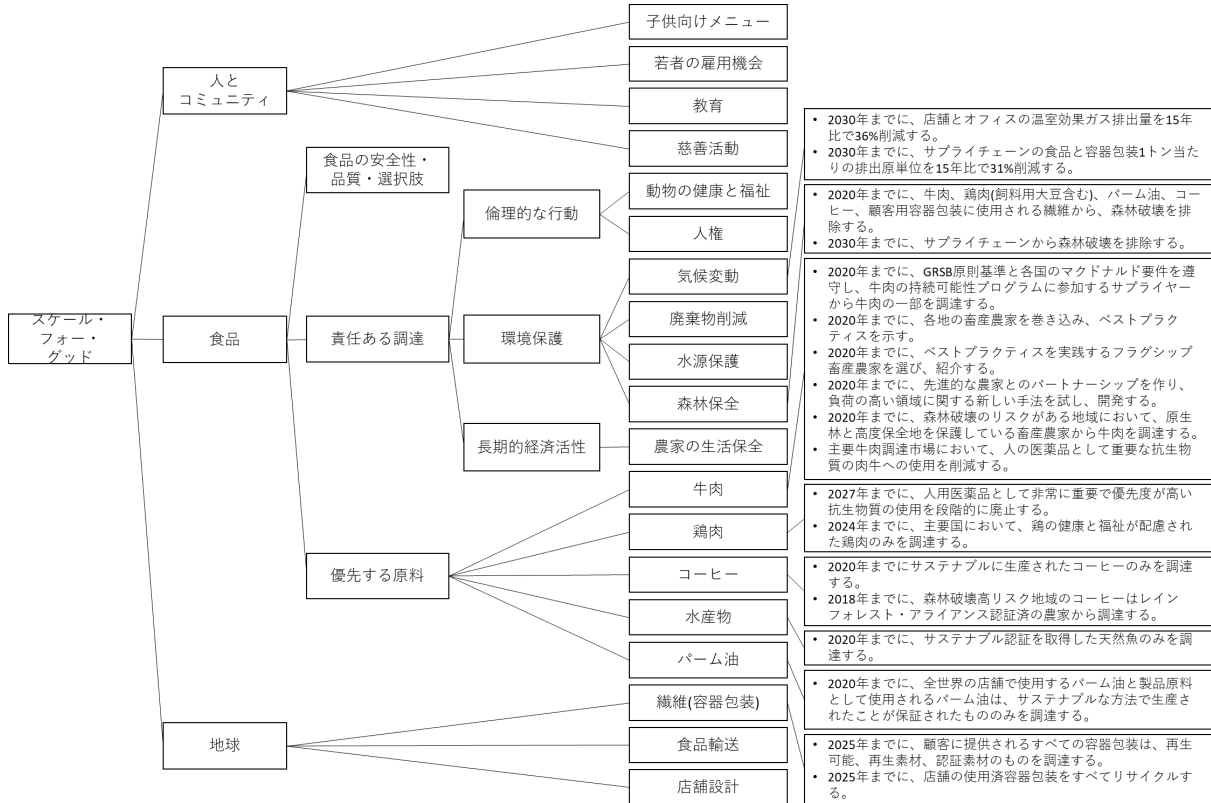 スケール・
フォー・
グッド
人と
コミュニティ
食品
地球
食品の安全性・
品質・選択肢
責任ある調達
優先する原料
倫理的な行動
環境保護
長期的経済活性
子供向けメニュー
若者の雇用機会
教育
慈善活動
動物の健康と福祉
人権
気候変動
廃棄物削減
水源保護
森林保全
農家の生活保全
牛肉
鶏肉
コーヒー
水産物
パーム油
繊維(容器包装)
食品輸送
店舗設計
• 2030年までに、店舗とオフィスの温室効果ガス排出量を15年
比で36%削減する。
• 2030年までに、サプライチェーンの食品と容器包装1トン当た
りの排出原単位を15年比で31%削減する。
• 2020年までに、牛肉、鶏肉(飼料用大豆含む)、パーム油、コー
ヒー、顧客用容器包装に使用される繊維から、森林破壊を排
除する。
• 2030年までに、サプライチェーンから森林破壊を排除する。
• 2020年までに、GRSB原則基準と各国のマクドナルド要件を遵
守し、牛肉の持続可能性プログラムに参加するサプライヤー
から牛肉の一部を調達する。
• 2020年までに、各地の畜産農家を巻き込み、ベストプラク
ティスを示す。
• 2020年までに、ベストプラクティスを実践するフラグシップ
畜産農家を選び、紹介する。
• 2020年までに、先進的な農家とのパートナーシップを作り、
負荷の高い領域に関する新しい手法を試し、開発する。
• 2020年までに、森林破壊のリスクがある地域において、原生
林と高度保全地を保護している畜産農家から牛肉を調達する。
• 主要牛肉調達市場において、人の医薬品として重要な抗生物
質の肉牛への使用を削減する。
• 2027年までに、人用医薬品として非常に重要で優先度が高い
抗生物質の使用を段階的に廃止する。
• 2024年までに、主要国において、鶏の健康と福祉が配慮され
た鶏肉のみを調達する。
• 2020年までにサステナブルに生産されたコーヒーのみを調達
する。
• 2018年までに、森林破壊高リスク地域のコーヒーはレイン
フォレスト・アライアンス認証済の農家から調達する。
• 2020年までに、サステナブル認証を取得した天然魚のみを調
達する。
• 2020年までに、全世界の店舗で使用するパーム油と製品原料
として使用されるパーム油は、サステナブルな方法で生産さ
れたことが保証されたもののみを調達する。
• 2025年までに、顧客に提供されるすべての容器包装は、再生
可能、再生素材、認証素材のものを調達する。
• 2025年までに、店舗の使用済容器包装をすべてリサイクルす
る。